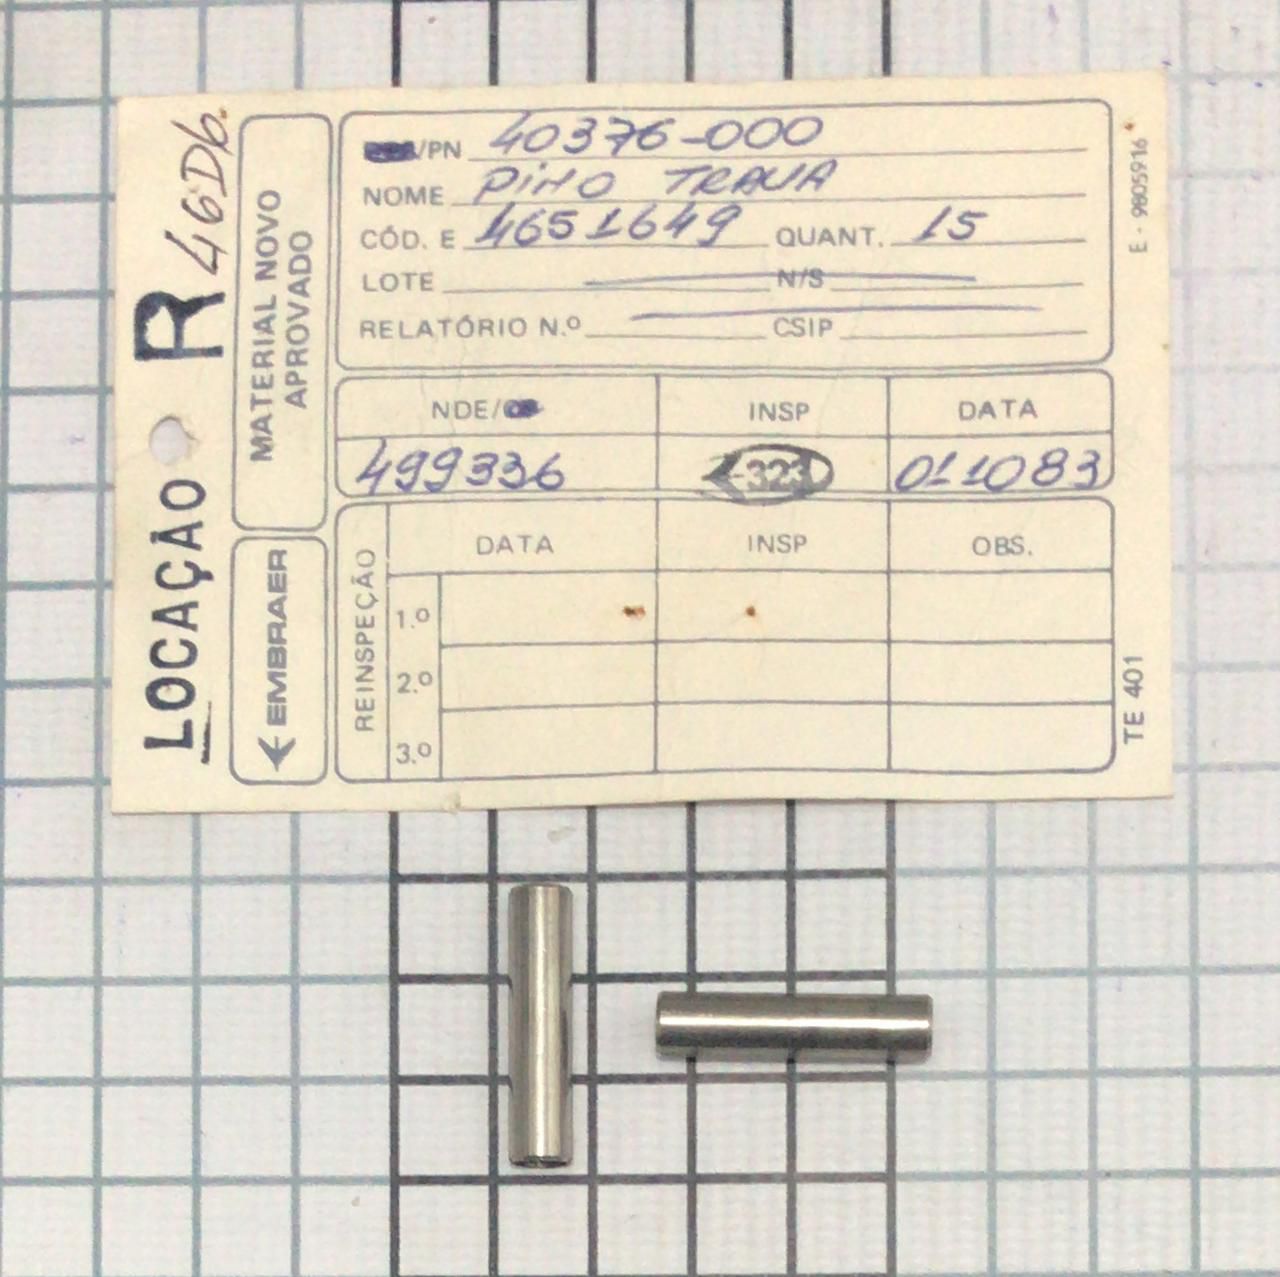 /PN 40376-000
NOME PINO TRAVA
CÓD. E 4651649 QUANT. 15
LOTE N/S
RELATÓRIO N.º CSIP
NDE/ INSP DATA
499336 323 011083
REINSPEÇÃO
DATA INSP OBS.
1.º
2.º
3.º
MATERIAL NOVO
APROVADO
EMBRAER
LOCAÇÃO R 46Db.
E - 9805916
TE 401